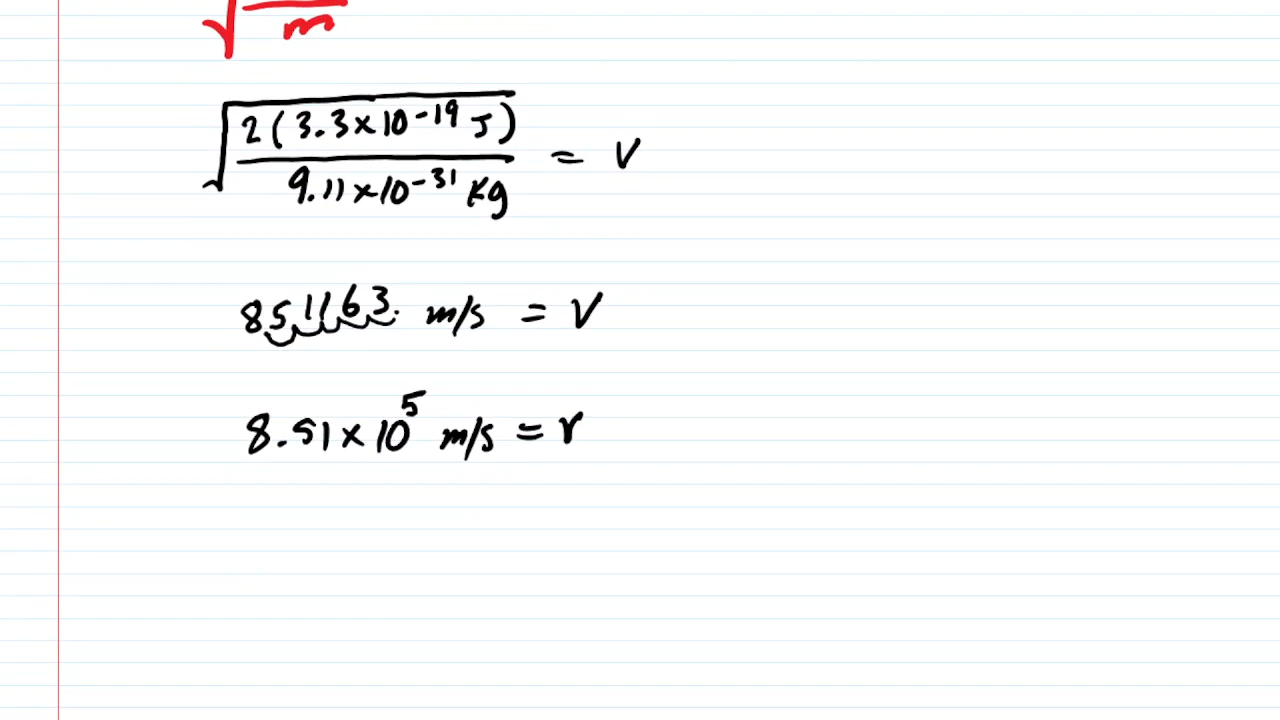 √ m
√ 2(3.3×10⁻¹⁹ J) / 9.11×10⁻³¹ Kg = V
851163. m/s = V
8.51×10⁵ m/s = V